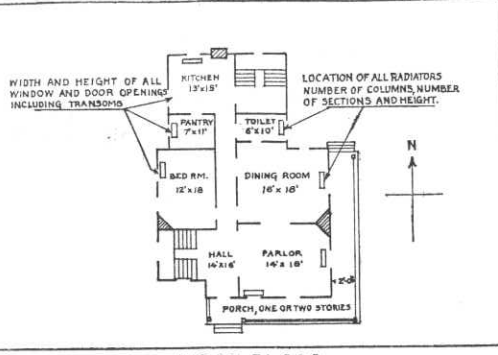 KITCHEN
13'x15'
WIDTH AND HEIGHT OF ALL
WINDOW AND DOOR OPENINGS
INCLUDING TRANSOMS
LOCATION OF ALL RADIATORS
NUMBER OF COLUMNS, NUMBER
OF SECTIONS AND HEIGHT.
PANTRY
7'x11'
TOILET
6'x10'
N
BED RM.
12'x18
DINING ROOM
16'x18'
HALL
14'x16'
PARLOR
14'x18'
PORCH, ONE OR TWO STORIES